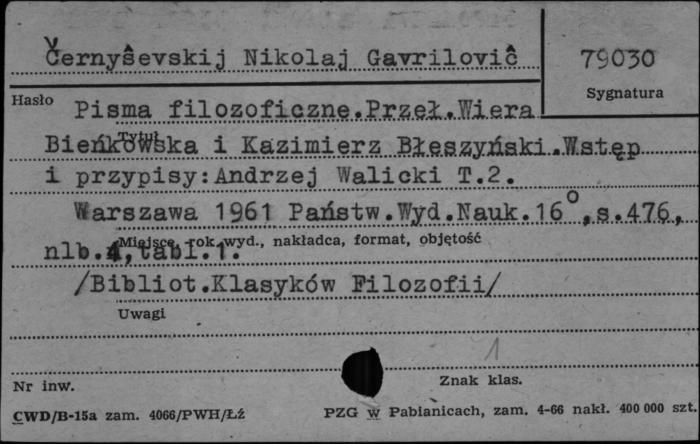 Černyševskij Nikolaj Gavrilovič
79030
Hasło
Sygnatura
Pisma filozoficzne.Przeł.Wiera
Tytuł
Bieńkowska i Kazimierz Błeszyński.Wstęp
i przypisy:Andrzej Walicki T.2.
Warszawa 1961 Państw.Wyd.Nauk.16°,s.476,
Miejsce, rok wyd., nakładca, format, objętość
nlb.4,tabl.1.
/Bibliot.Klasyków Filozofii/
Uwagi
1
Nr inw.
Znak klas.
CWD/B-15a zam. 4066/PWH/Łź
PZG w Pabianicach, zam. 4-66 nakł. 400 000 szt.